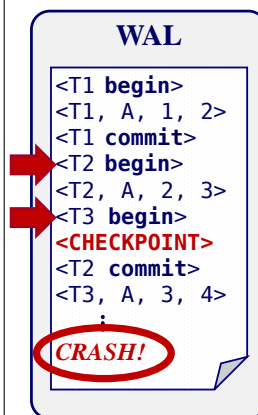 WAL
<T1 begin>
<T1, A, 1, 2>
<T1 commit>
<T2 begin>
<T2, A, 2, 3>
<T3 begin>
<CHECKPOINT>
<T2 commit>
<T3, A, 3, 4>
⋮
CRASH!